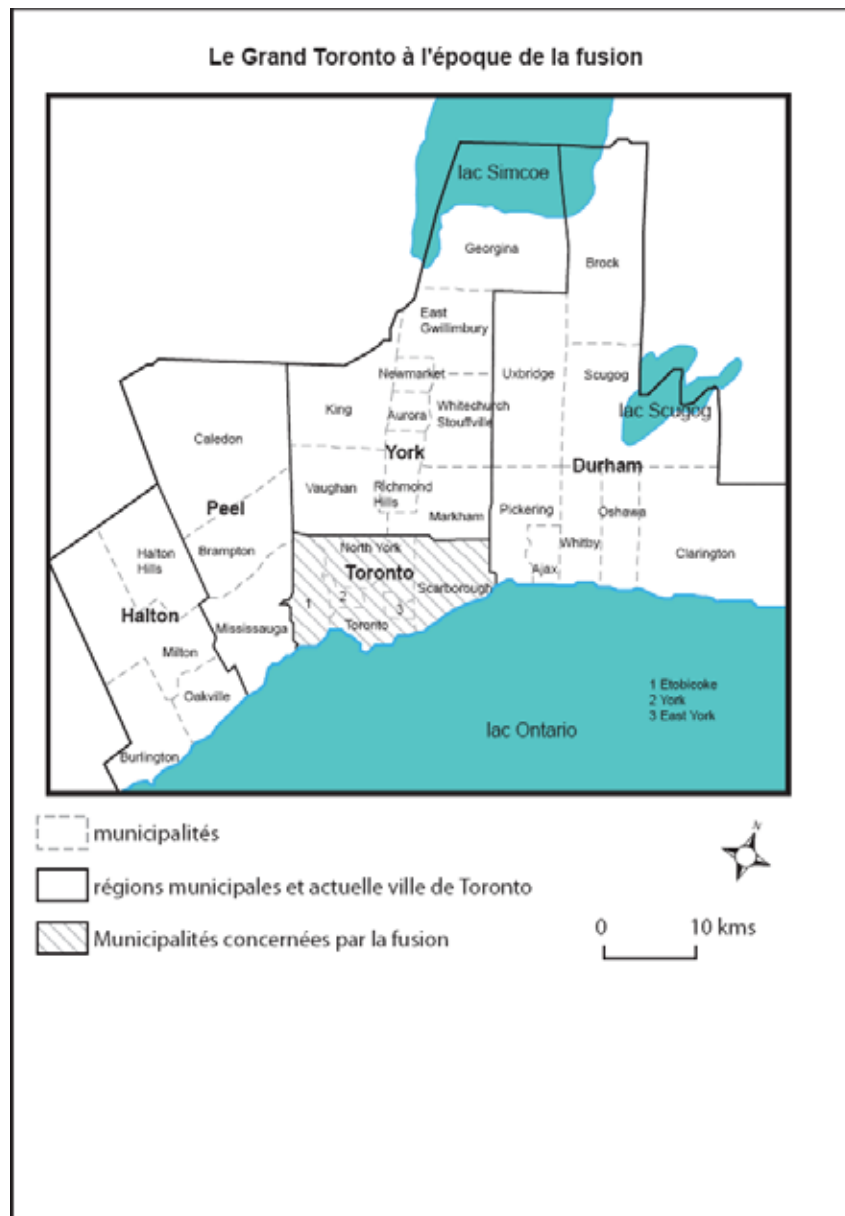 Le Grand Toronto à l'époque de la fusion
lac Simcoe
Georgina
Brock
East
Gwillimbury
Newmarket
Uxbridge
Scugog
King
Aurora
Whitechurch
Stouffville
lac Scugog
Caledon
York
Durham
Vaughan
Richmond
Hills
Peel
Markham
Pickering
Oshawa
Whitby
Clarington
Halton
Hills
Brampton
North York
Toronto
Ajax
Scarborough
1
2
3
Halton
Mississauga
Toronto
Milton
Oakville
Burlington
1 Etobicoke
2 York
3 East York
lac Ontario
municipalités
N
régions municipales et actuelle ville de Toronto
Municipalités concernées par la fusion
0 10 kms